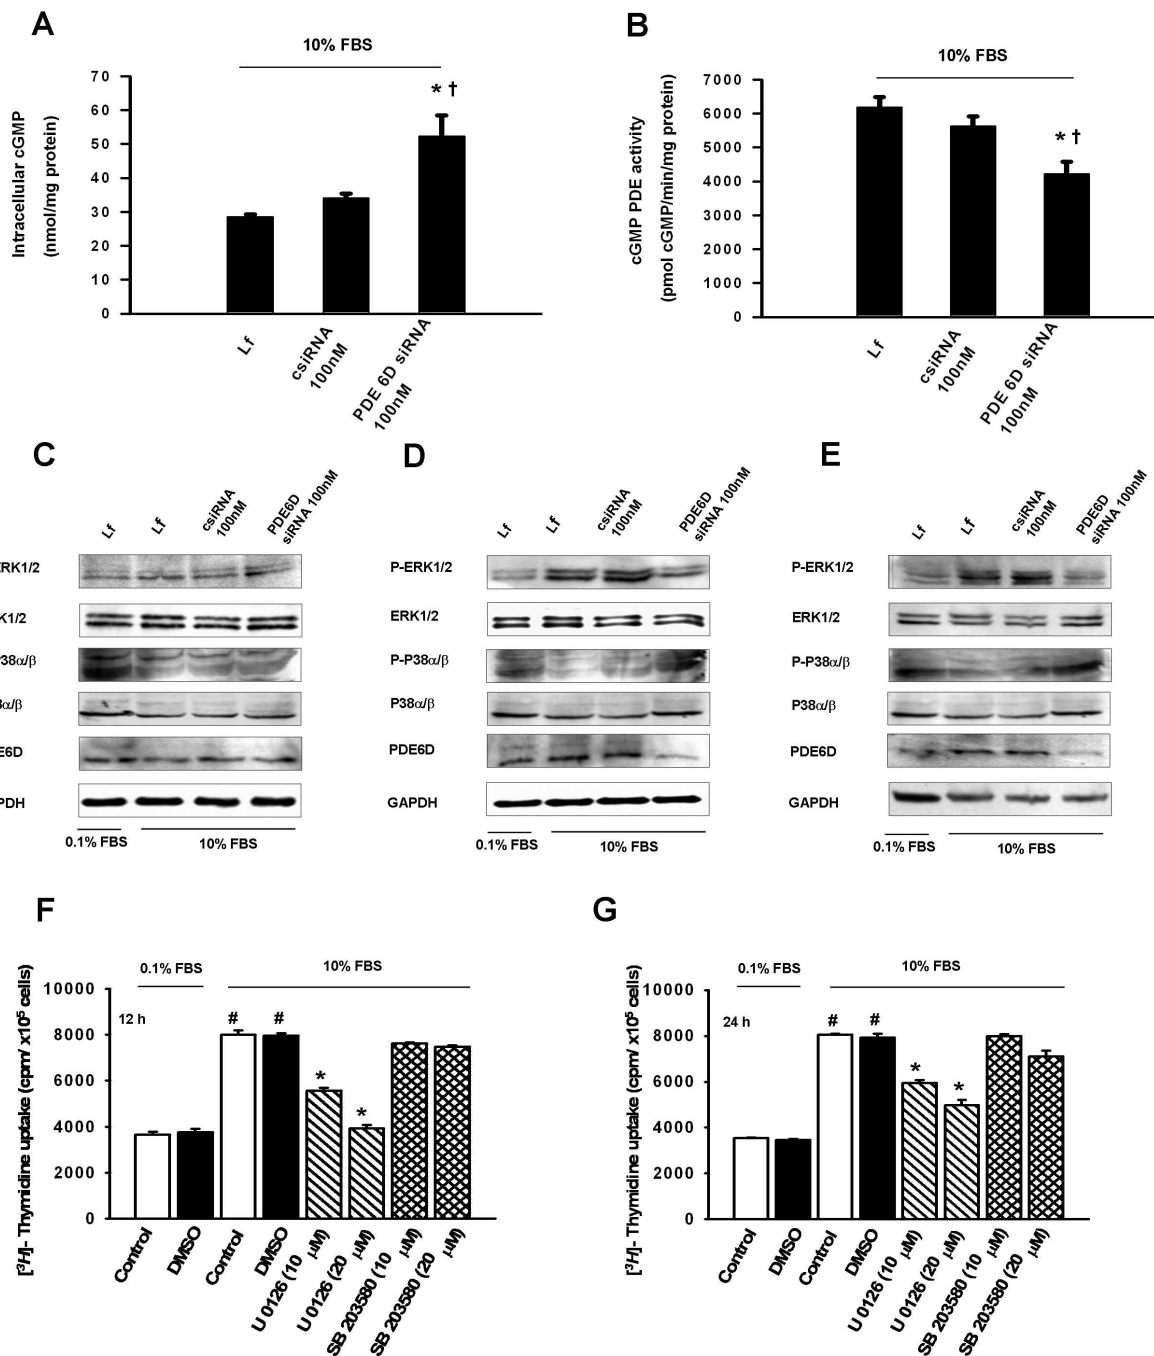 A
10% FBS
Intracellular cGMP
(nmol/mg protein)
70
60
50
40
30
20
10
0
* †
Lf
csiRNA
100nM
PDE 6D siRNA
100nM
B
10% FBS
cGMP PDE activity
(pmol cGMP/min/mg protein)
7000
6000
5000
4000
3000
2000
1000
0
* †
Lf
csiRNA
100nM
PDE 6D siRNA
100nM
C
Lf
Lf
csiRNA
100nM
PDE6D
siRNA 100nM
ERK1/2
K1/2
P38α/β
8α/β
E6D
PDH
0.1% FBS
10% FBS
D
Lf
Lf
csiRNA
100nM
PDE6D
siRNA 100nM
P-ERK1/2
ERK1/2
P-P38α/β
P38α/β
PDE6D
GAPDH
0.1% FBS
10% FBS
E
Lf
Lf
csiRNA
100nM
PDE6D
siRNA 100nM
P-ERK1/2
ERK1/2
P-P38α/β
P38α/β
PDE6D
GAPDH
0.1% FBS
10% FBS
F
0.1% FBS
10% FBS
[³H]- Thymidine uptake (cpm/ x10⁵ cells)
10000
8000
6000
4000
2000
0
12 h
# #
*
*
Control
DMSO
Control
DMSO
U 0126 (10 μM)
U 0126 (20 μM)
SB 203580 (10 μM)
SB 203580 (20 μM)
G
0.1% FBS
10% FBS
[³H]- Thymidine uptake (cpm/ x10⁵ cells)
10000
8000
6000
4000
2000
0
24 h
# #
*
*
Control
DMSO
Control
DMSO
U 0126 (10 μM)
U 0126 (20 μM)
SB 203580 (10 μM)
SB 203580 (20 μM)